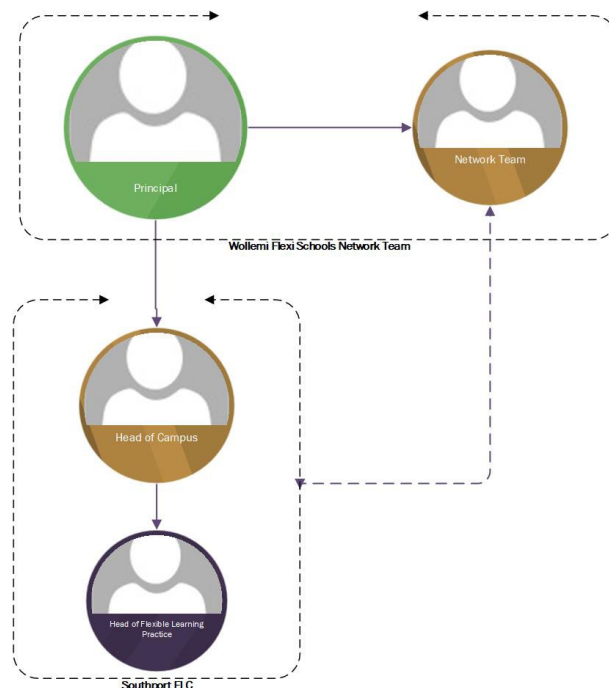 Principal
Network Team
Wollemi Flexi Schools Network Team
Head of Campus
Head of Flexible Learning
Practice
Southport FLC